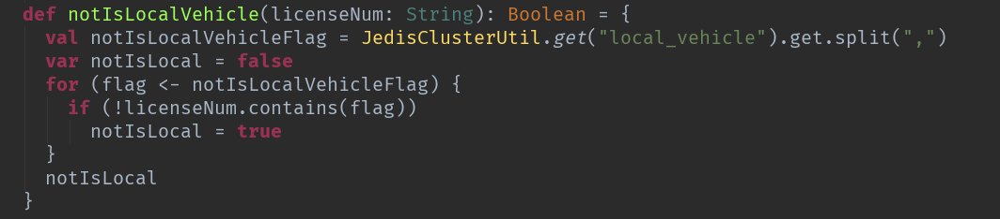 def notIsLocalVehicle(licenseNum: String): Boolean = {
  val notIsLocalVehicleFlag = JedisClusterUtil.get("local_vehicle").get.split(",")
  var notIsLocal = false
  for (flag <- notIsLocalVehicleFlag) {
    if (!licenseNum.contains(flag))
      notIsLocal = true
  }
  notIsLocal
}